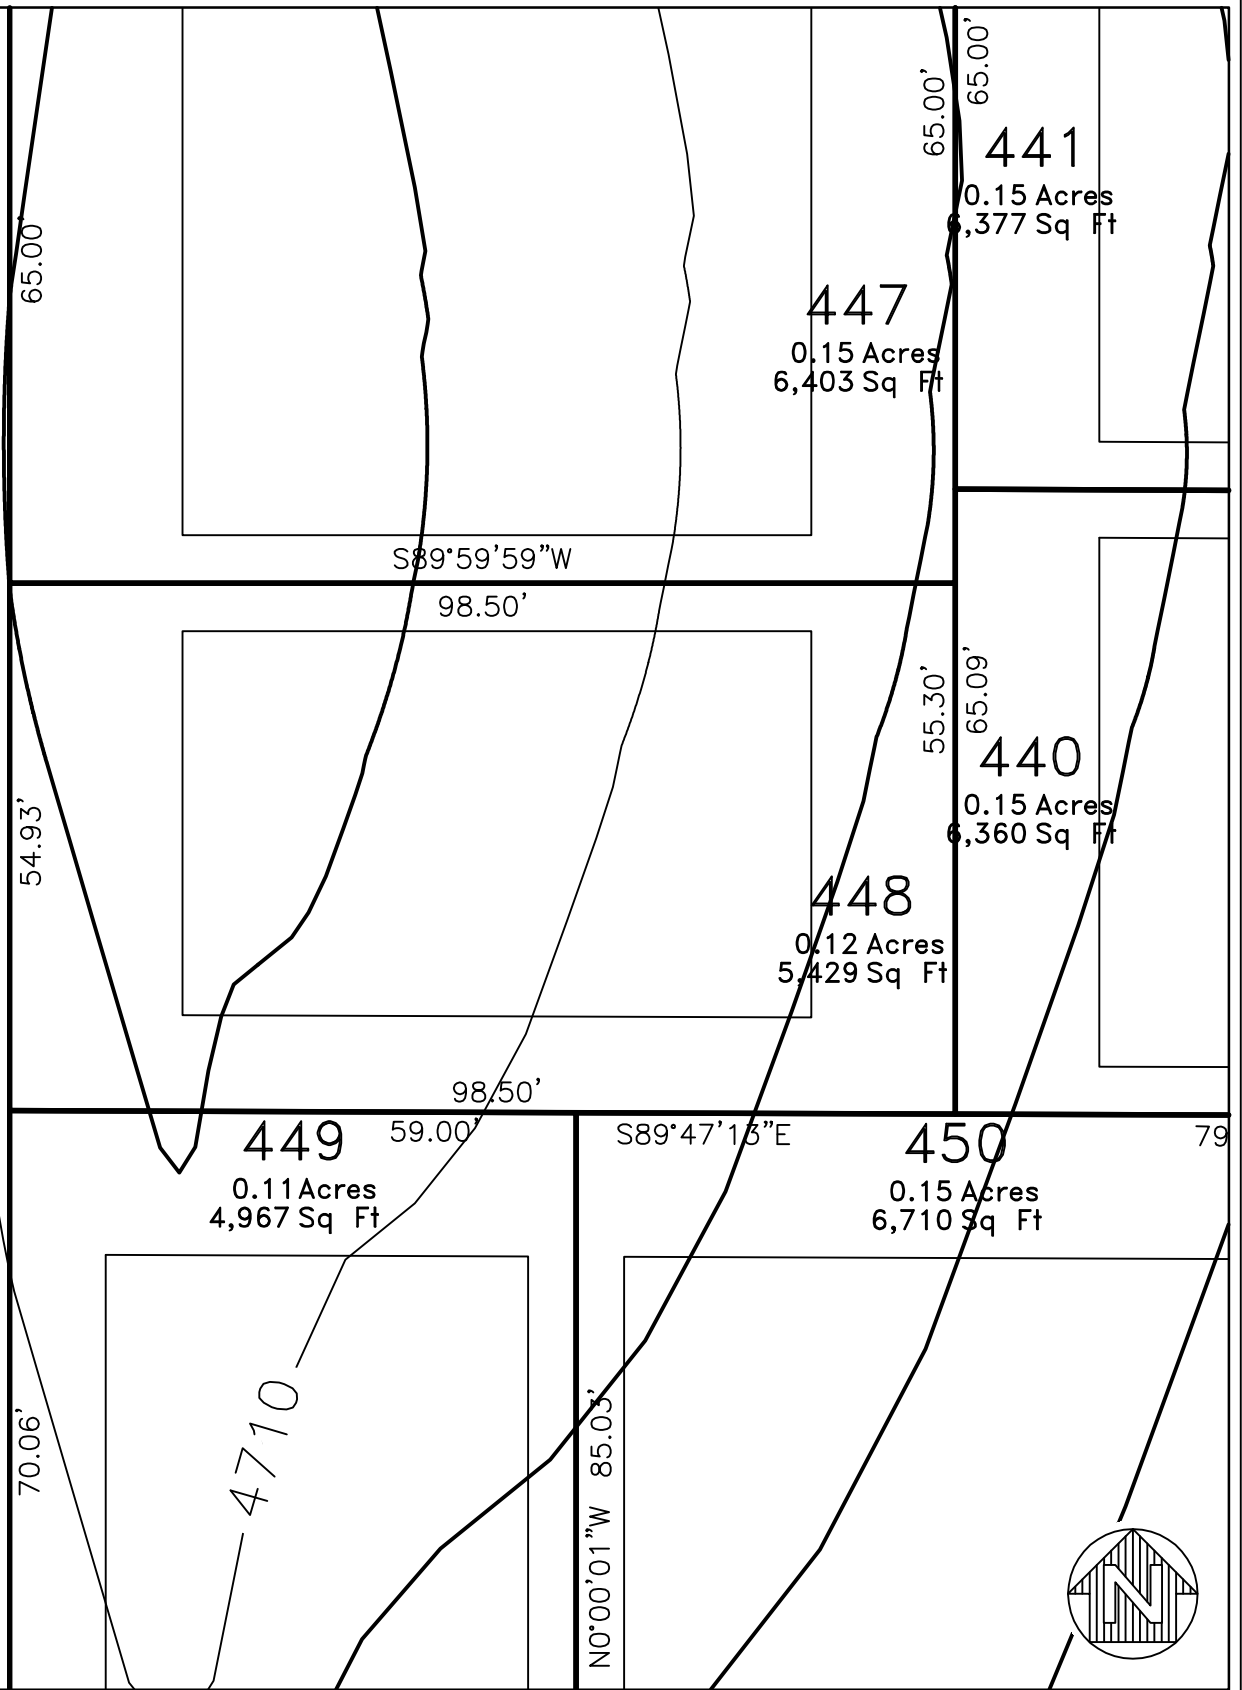 65.00'
65.00'
441
0.15 Acres
6,377 Sq Ft
65.00'
447
0.15 Acres
6,403 Sq Ft
S89°59'59"W
98.50'
55.30'
65.09'
440
0.15 Acres
6,360 Sq Ft
54.93'
448
0.12 Acres
5,429 Sq Ft
98.50'
449
59.00'
S89°47'13"E
450
79
0.11 Acres
4,967 Sq Ft
0.15 Acres
6,710 Sq Ft
4710
70.06'
N0°00'01"W 85.03'
N